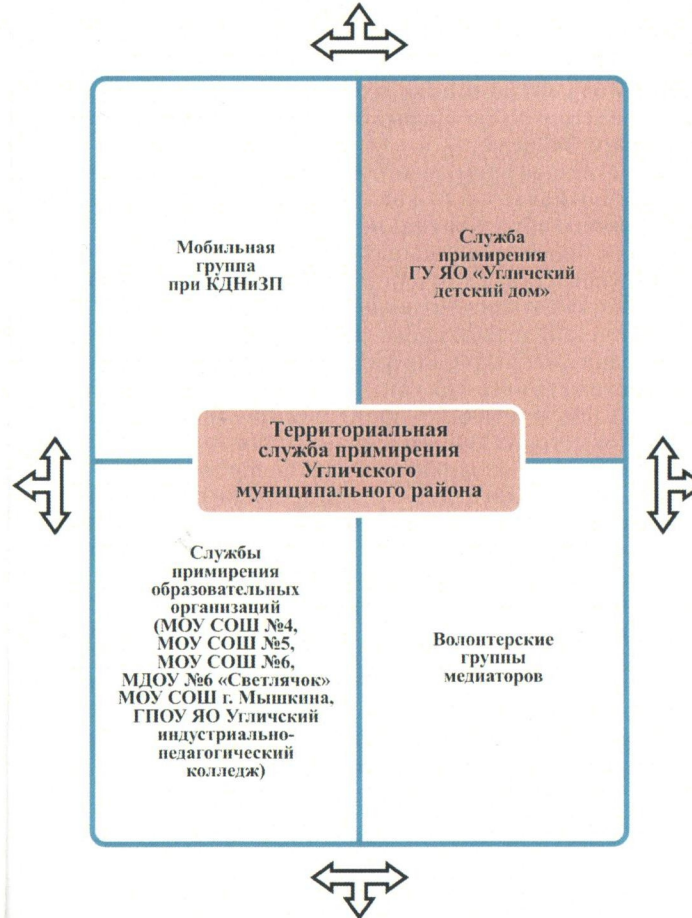 Мобильная
группа
при КДНиЗП
Служба
примирения
ГУ ЯО «Угличский
детский дом»
Территориальная
служба примирения
Угличского
муниципального района
Службы
примирения
образовательных
организаций
(МОУ СОШ №4,
МОУ СОШ №5,
МОУ СОШ №6,
МДОУ №6 «Светлячок»
МОУ СОШ г. Мышкина,
ГПОУ ЯО Угличский
индустриально-
педагогический
колледж)
Волонтерские
группы
медиаторов